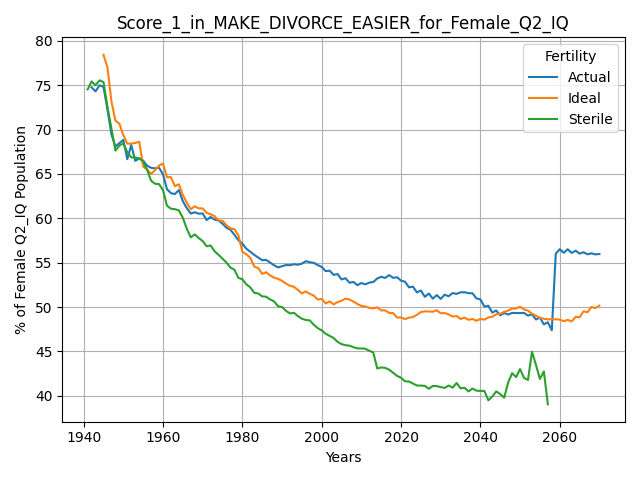 Score_1_in_MAKE_DIVORCE_EASIER_for_Female_Q2_IQ
Fertility
Actual
Ideal
Sterile
% of Female Q2_IQ Population
80
75
70
65
60
55
50
45
40
1940 1960 1980 2000 2020 2040 2060
Years